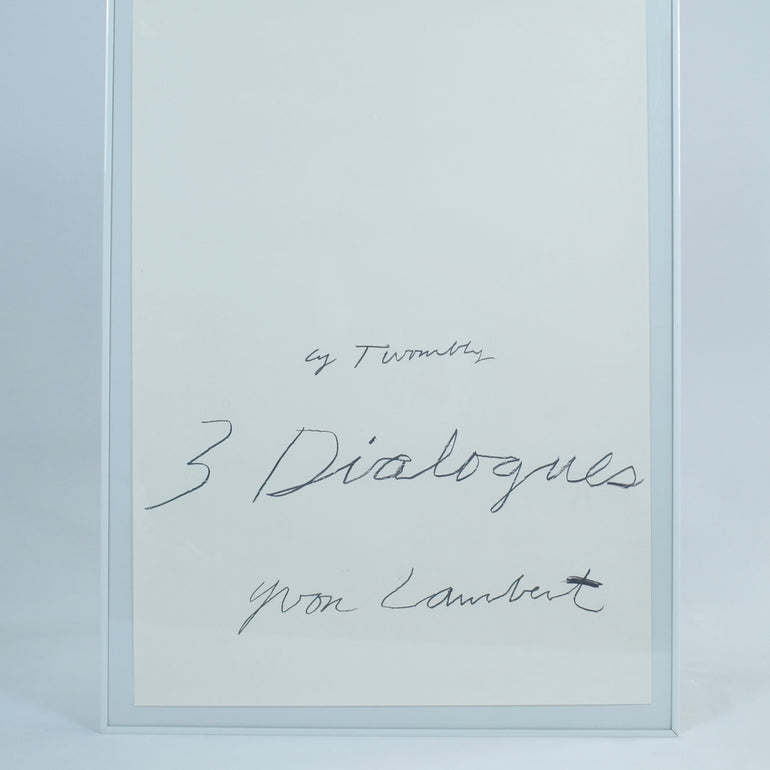 Cy Twombly
3 Dialogues
Yvon Lambert